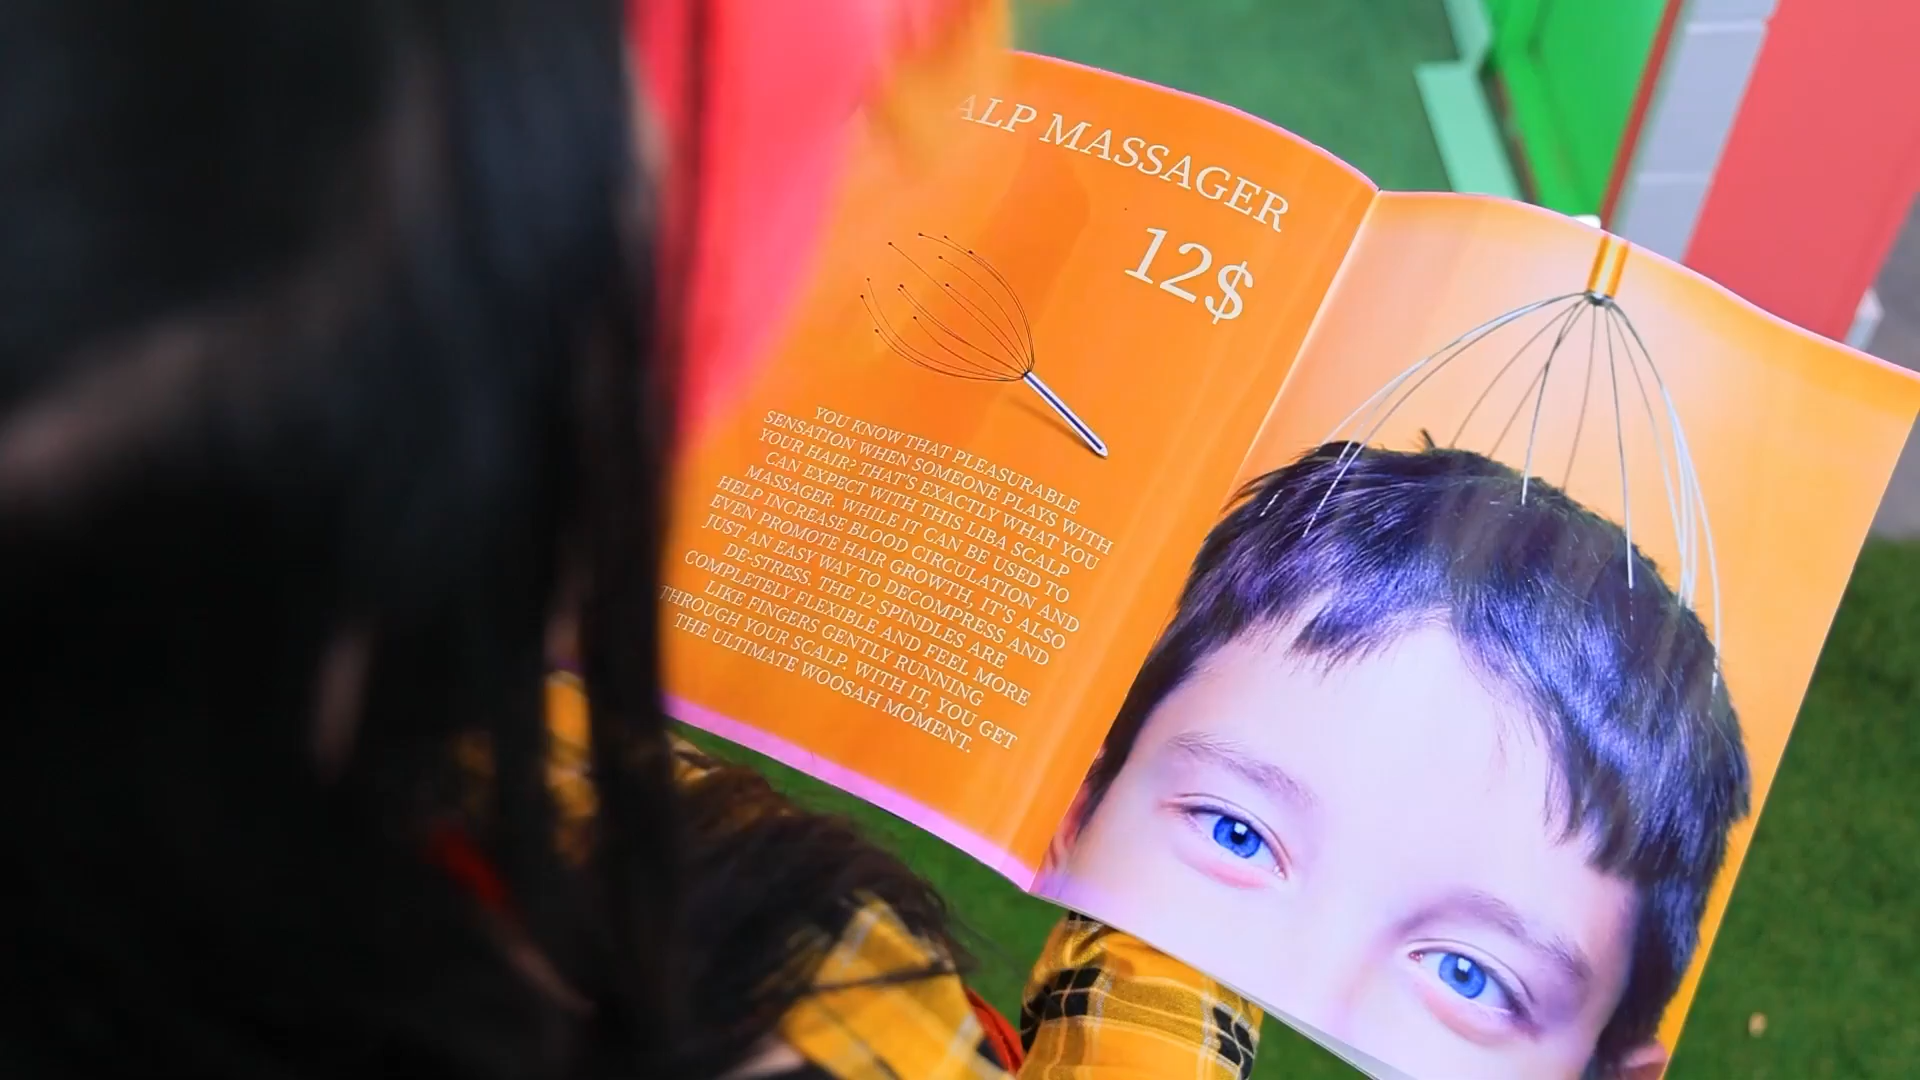 ALP MASSAGER
12$
YOU KNOW THAT PLEASURABLE
SENSATION WHEN SOMEONE PLAYS WITH
YOUR HAIR? THAT'S EXACTLY WHAT YOU
CAN EXPECT WITH THIS LIBA SCALP
MASSAGER. WHILE IT CAN BE USED TO
HELP INCREASE BLOOD CIRCULATION AND
EVEN PROMOTE HAIR GROWTH, IT'S ALSO
JUST AN EASY WAY TO DECOMPRESS AND
DE-STRESS. THE 12 SPINDLES ARE
COMPLETELY FLEXIBLE AND FEEL MORE
LIKE FINGERS GENTLY RUNNING
THROUGH YOUR SCALP. WITH IT, YOU GET
THE ULTIMATE WOOSAH MOMENT.